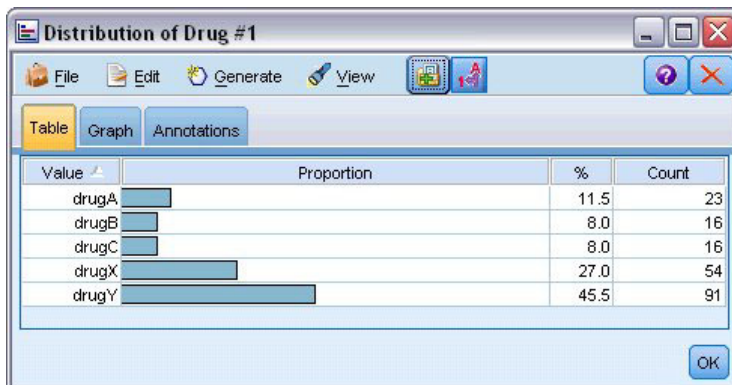 Distribution of Drug #1
File Edit Generate View
Table Graph Annotations
Value Proportion % Count
drugA 11.5 23
drugB 8.0 16
drugC 8.0 16
drugX 27.0 54
drugY 45.5 91
OK